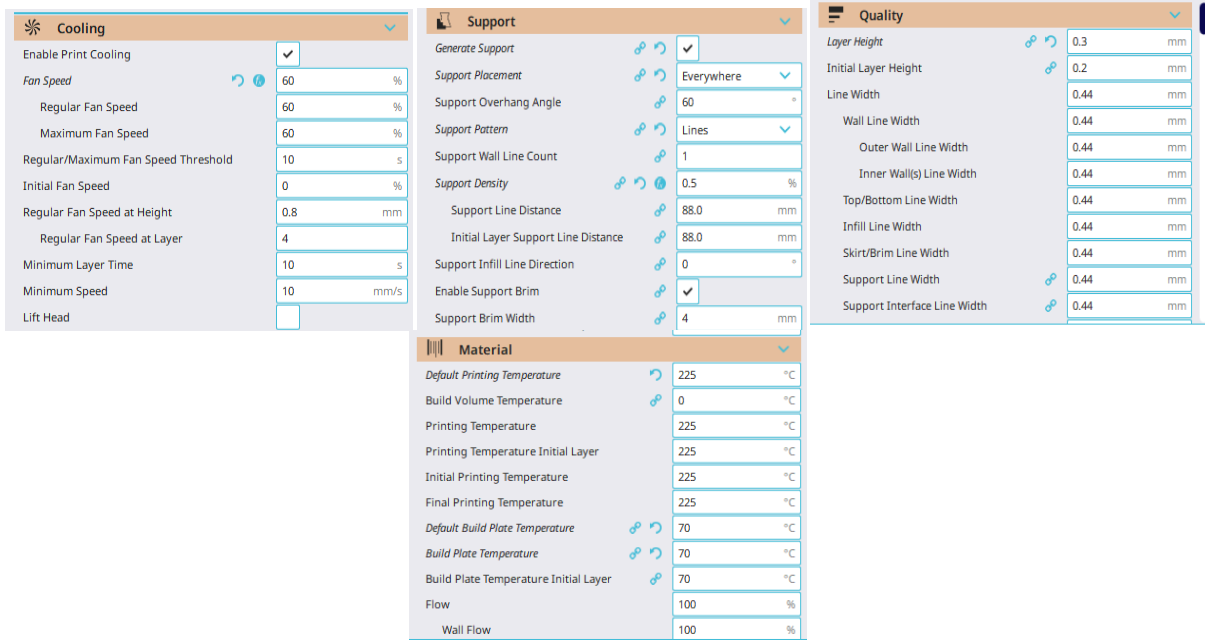 Cooling
Enable Print Cooling
Fan Speed 60 %
Regular Fan Speed 60 %
Maximum Fan Speed 60 %
Regular/Maximum Fan Speed Threshold 10 s
Initial Fan Speed 0 %
Regular Fan Speed at Height 0.8 mm
Regular Fan Speed at Layer 4
Minimum Layer Time 10 s
Minimum Speed 10 mm/s
Lift Head
Support
Generate Support
Support Placement Everywhere
Support Overhang Angle 60 °
Support Pattern Lines
Support Wall Line Count 1
Support Density 0.5 %
Support Line Distance 88.0 mm
Initial Layer Support Line Distance 88.0 mm
Support Infill Line Direction 0 °
Enable Support Brim
Support Brim Width 4 mm
Quality
Layer Height 0.3 mm
Initial Layer Height 0.2 mm
Line Width 0.44 mm
Wall Line Width 0.44 mm
Outer Wall Line Width 0.44 mm
Inner Wall(s) Line Width 0.44 mm
Top/Bottom Line Width 0.44 mm
Infill Line Width 0.44 mm
Skirt/Brim Line Width 0.44 mm
Support Line Width 0.44 mm
Support Interface Line Width 0.44 mm
Material
Default Printing Temperature 225 °C
Build Volume Temperature 0 °C
Printing Temperature 225 °C
Printing Temperature Initial Layer 225 °C
Initial Printing Temperature 225 °C
Final Printing Temperature 225 °C
Default Build Plate Temperature 70 °C
Build Plate Temperature 70 °C
Build Plate Temperature Initial Layer 70 °C
Flow 100 %
Wall Flow 100 %